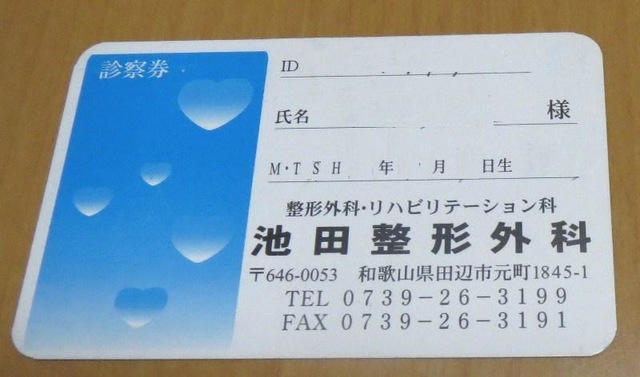 診察券
ID
氏名 様
M・T S H 年 月 日生
整形外科・リハビリテーション科
池田整形外科
〒646-0053 和歌山県田辺市元町1845-1
TEL 0739-26-3199
FAX 0739-26-3191